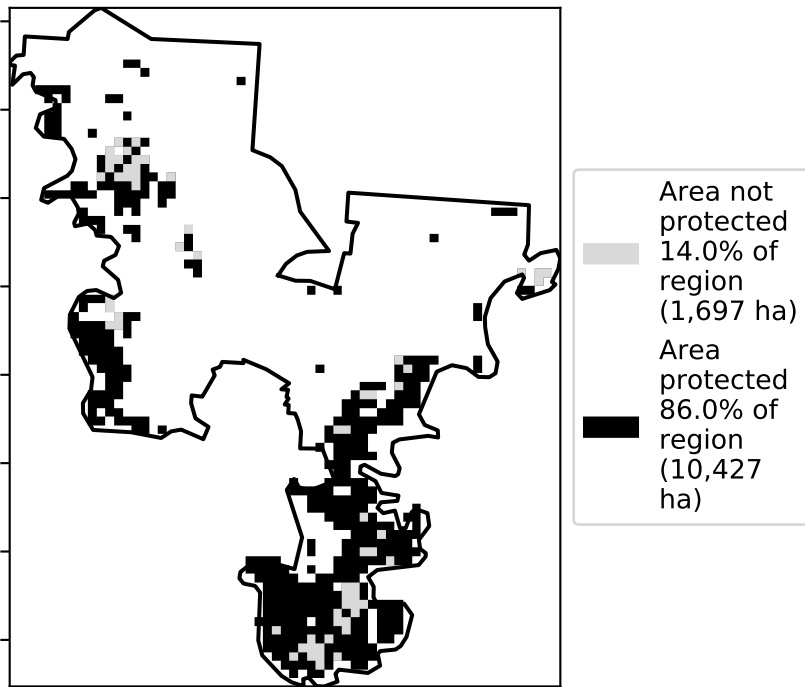 Area not
protected
14.0% of
region
(1,697 ha)
Area
protected
86.0% of
region
(10,427
ha)